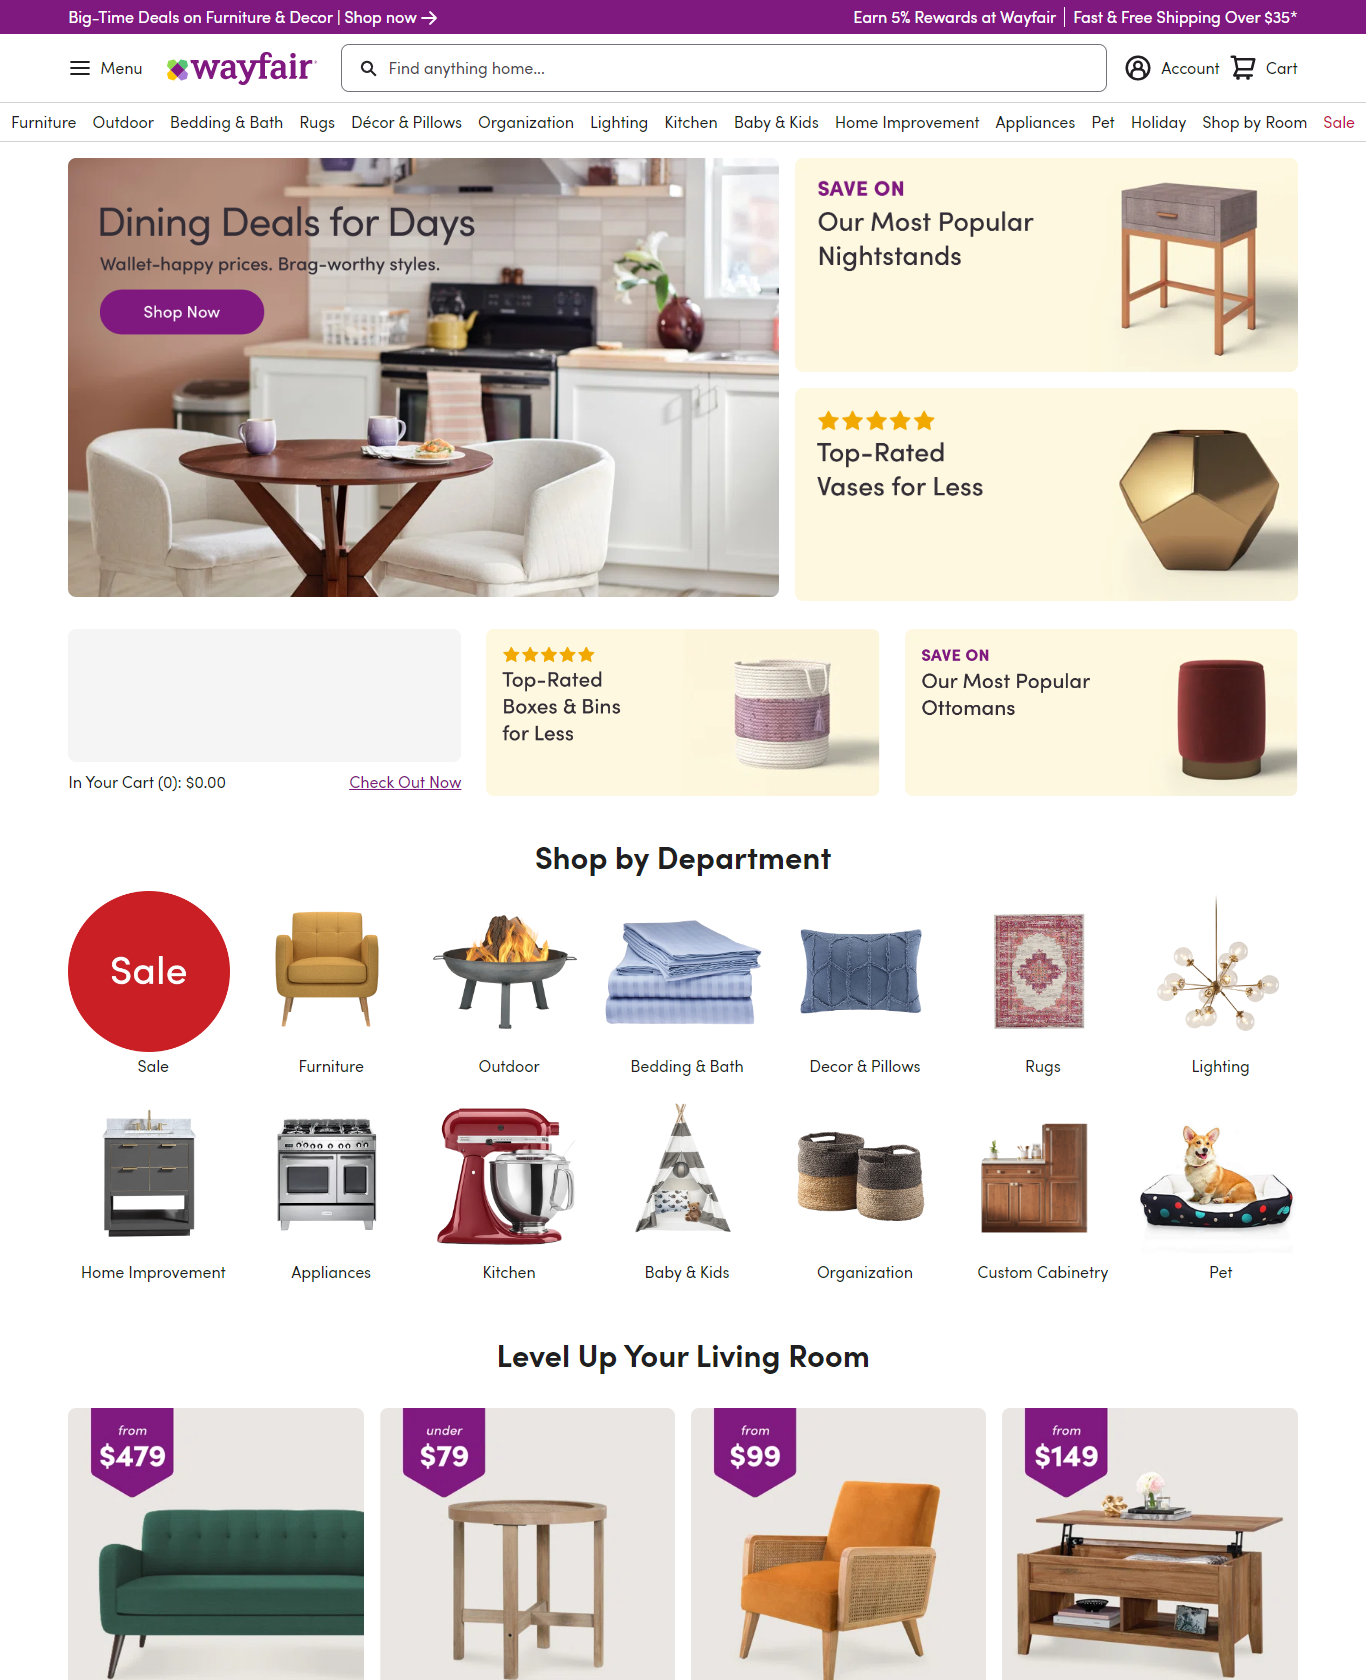 Big-Time Deals on Furniture & Decor | Shop now
Earn 5% Rewards at Wayfair
Fast & Free Shipping Over $35*
Menu
wayfair
Find anything home...
Account
Cart
Furniture
Outdoor
Bedding & Bath
Rugs
Décor & Pillows
Organization
Lighting
Kitchen
Baby & Kids
Home Improvement
Appliances
Pet
Holiday
Shop by Room
Sale
Dining Deals for Days
Wallet-happy prices. Brag-worthy styles.
Shop Now
SAVE ON
Our Most Popular
Nightstands
Top-Rated
Vases for Less
In Your Cart (0): $0.00
Check Out Now
Top-Rated
Boxes & Bins
for Less
SAVE ON
Our Most Popular
Ottomans
Shop by Department
Sale
Sale
Furniture
Outdoor
Bedding & Bath
Decor & Pillows
Rugs
Lighting
Home Improvement
Appliances
Kitchen
Baby & Kids
Organization
Custom Cabinetry
Pet
Level Up Your Living Room
from
$479
under
$79
from
$99
from
$149